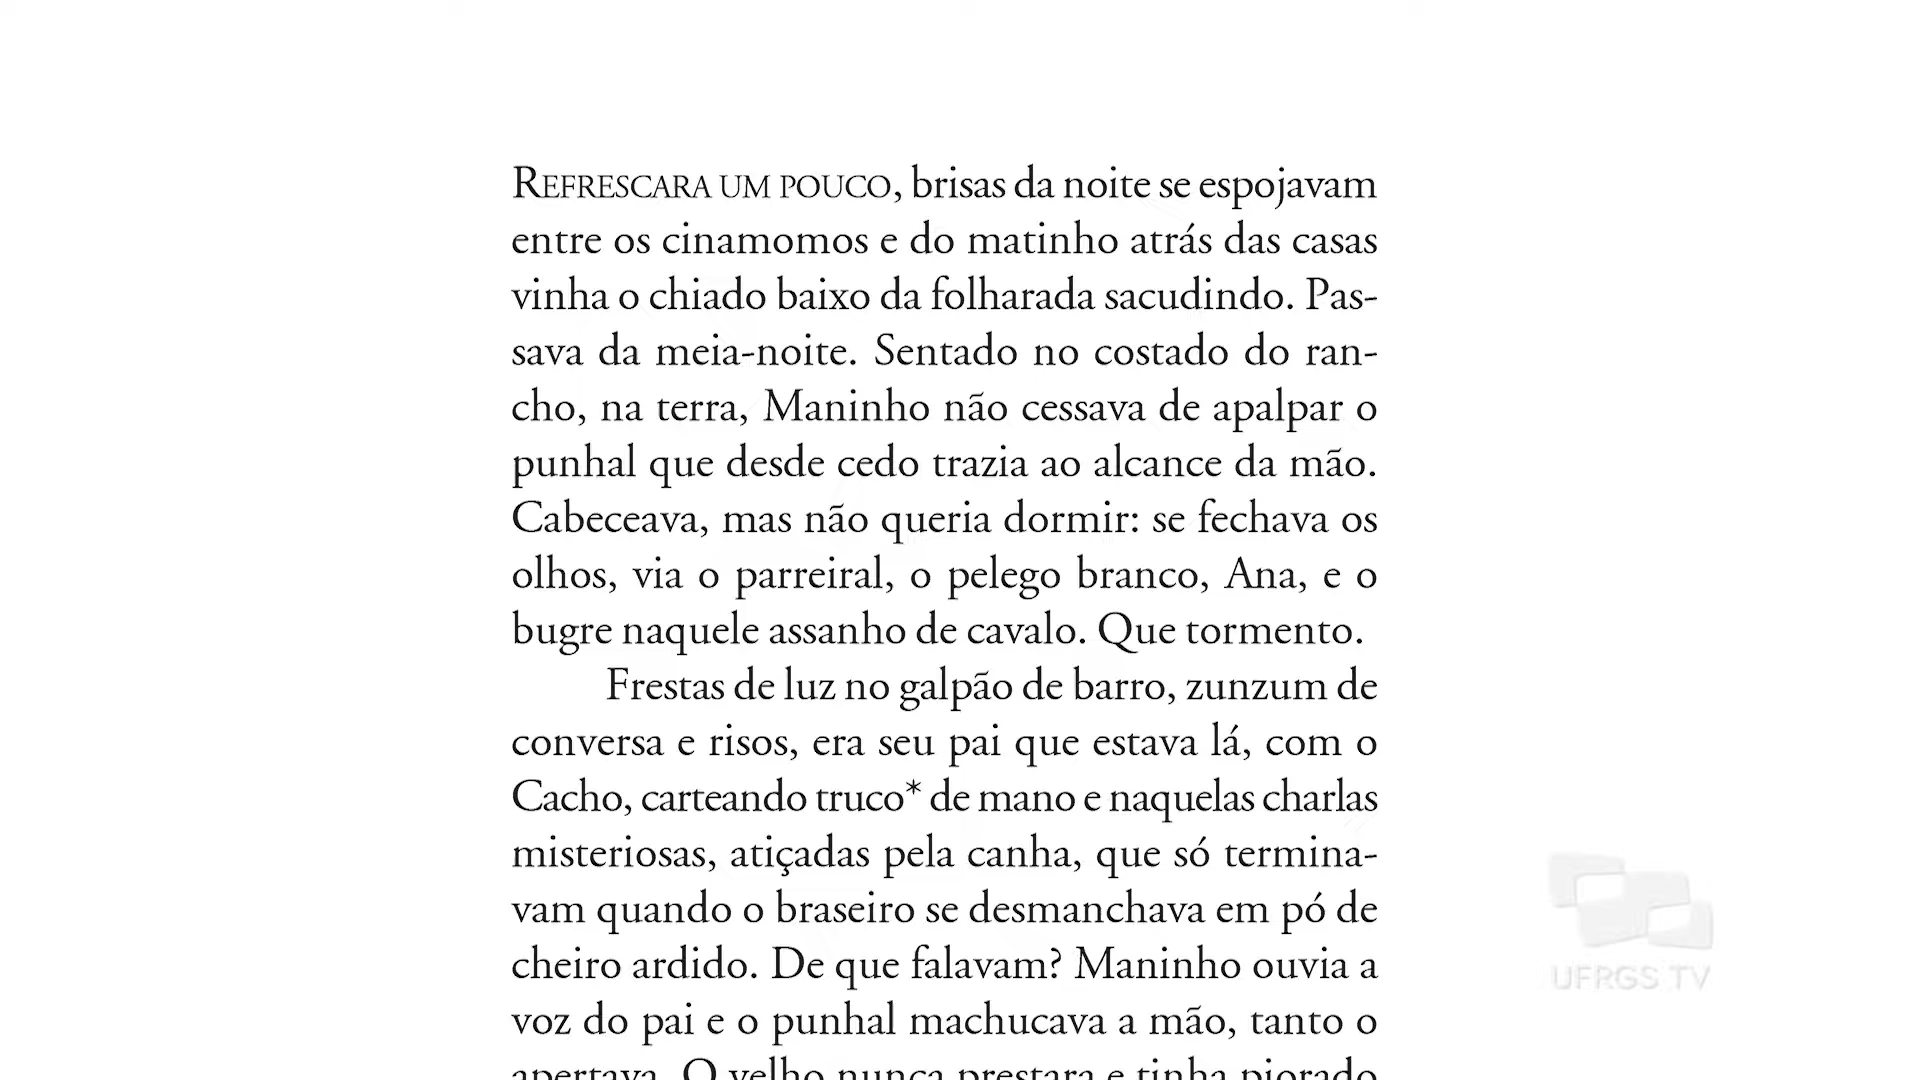 REFRESCARA UM POUCO, brisas da noite se espojavam
entre os cinamomos e do matinho atrás das casas
vinha o chiado baixo da folharada sacudindo. Pas-
sava da meia-noite. Sentado no costado do ran-
cho, na terra, Maninho não cessava de apalpar o
punhal que desde cedo trazia ao alcance da mão.
Cabeceava, mas não queria dormir: se fechava os
olhos, via o parreiral, o pelego branco, Ana, e o
bugre naquele assanho de cavalo. Que tormento.
Frestas de luz no galpão de barro, zunzum de
conversa e risos, era seu pai que estava lá, com o
Cacho, carteando truco* de mano e naquelas charlas
misteriosas, atiçadas pela canha, que só termina-
vam quando o braseiro se desmanchava em pó de
cheiro ardido. De que falavam? Maninho ouvia a
voz do pai e o punhal machucava a mão, tanto o
apertava. O velho nunca prestara e tinha piorado
UFRGS TV